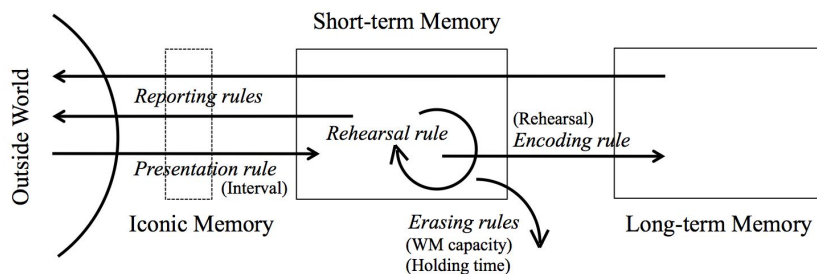 Short-term Memory
Outside World
Reporting rules
Rehearsal rule
(Rehearsal)
Encoding rule
Presentation rule
(Interval)
Iconic Memory
Erasing rules
(WM capacity)
(Holding time)
Long-term Memory